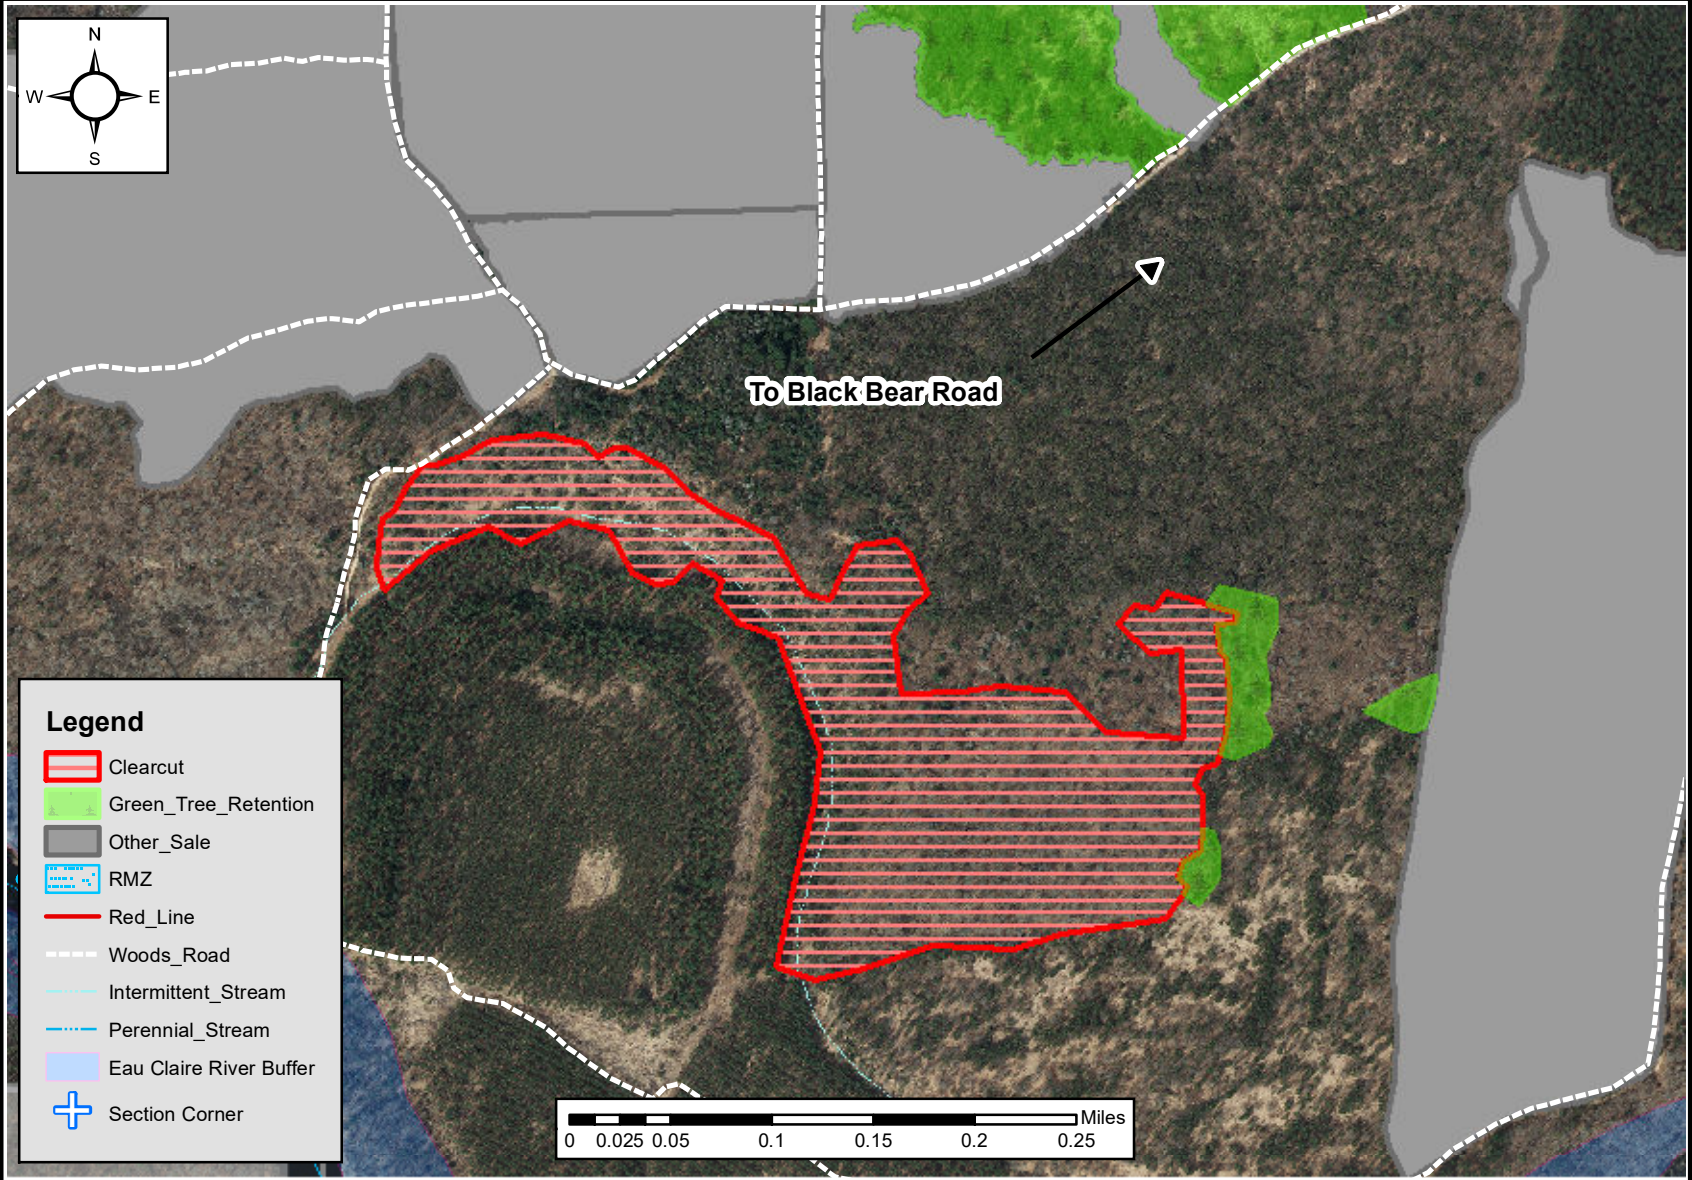 N
W E
S
To Black Bear Road
Legend
Clearcut
Green_Tree_Retention
Other_Sale
RMZ
Red_Line
Woods_Road
Intermittent_Stream
Perennial_Stream
Eau Claire River Buffer
Section Corner
Miles
0 0.025 0.05 0.1 0.15 0.2 0.25